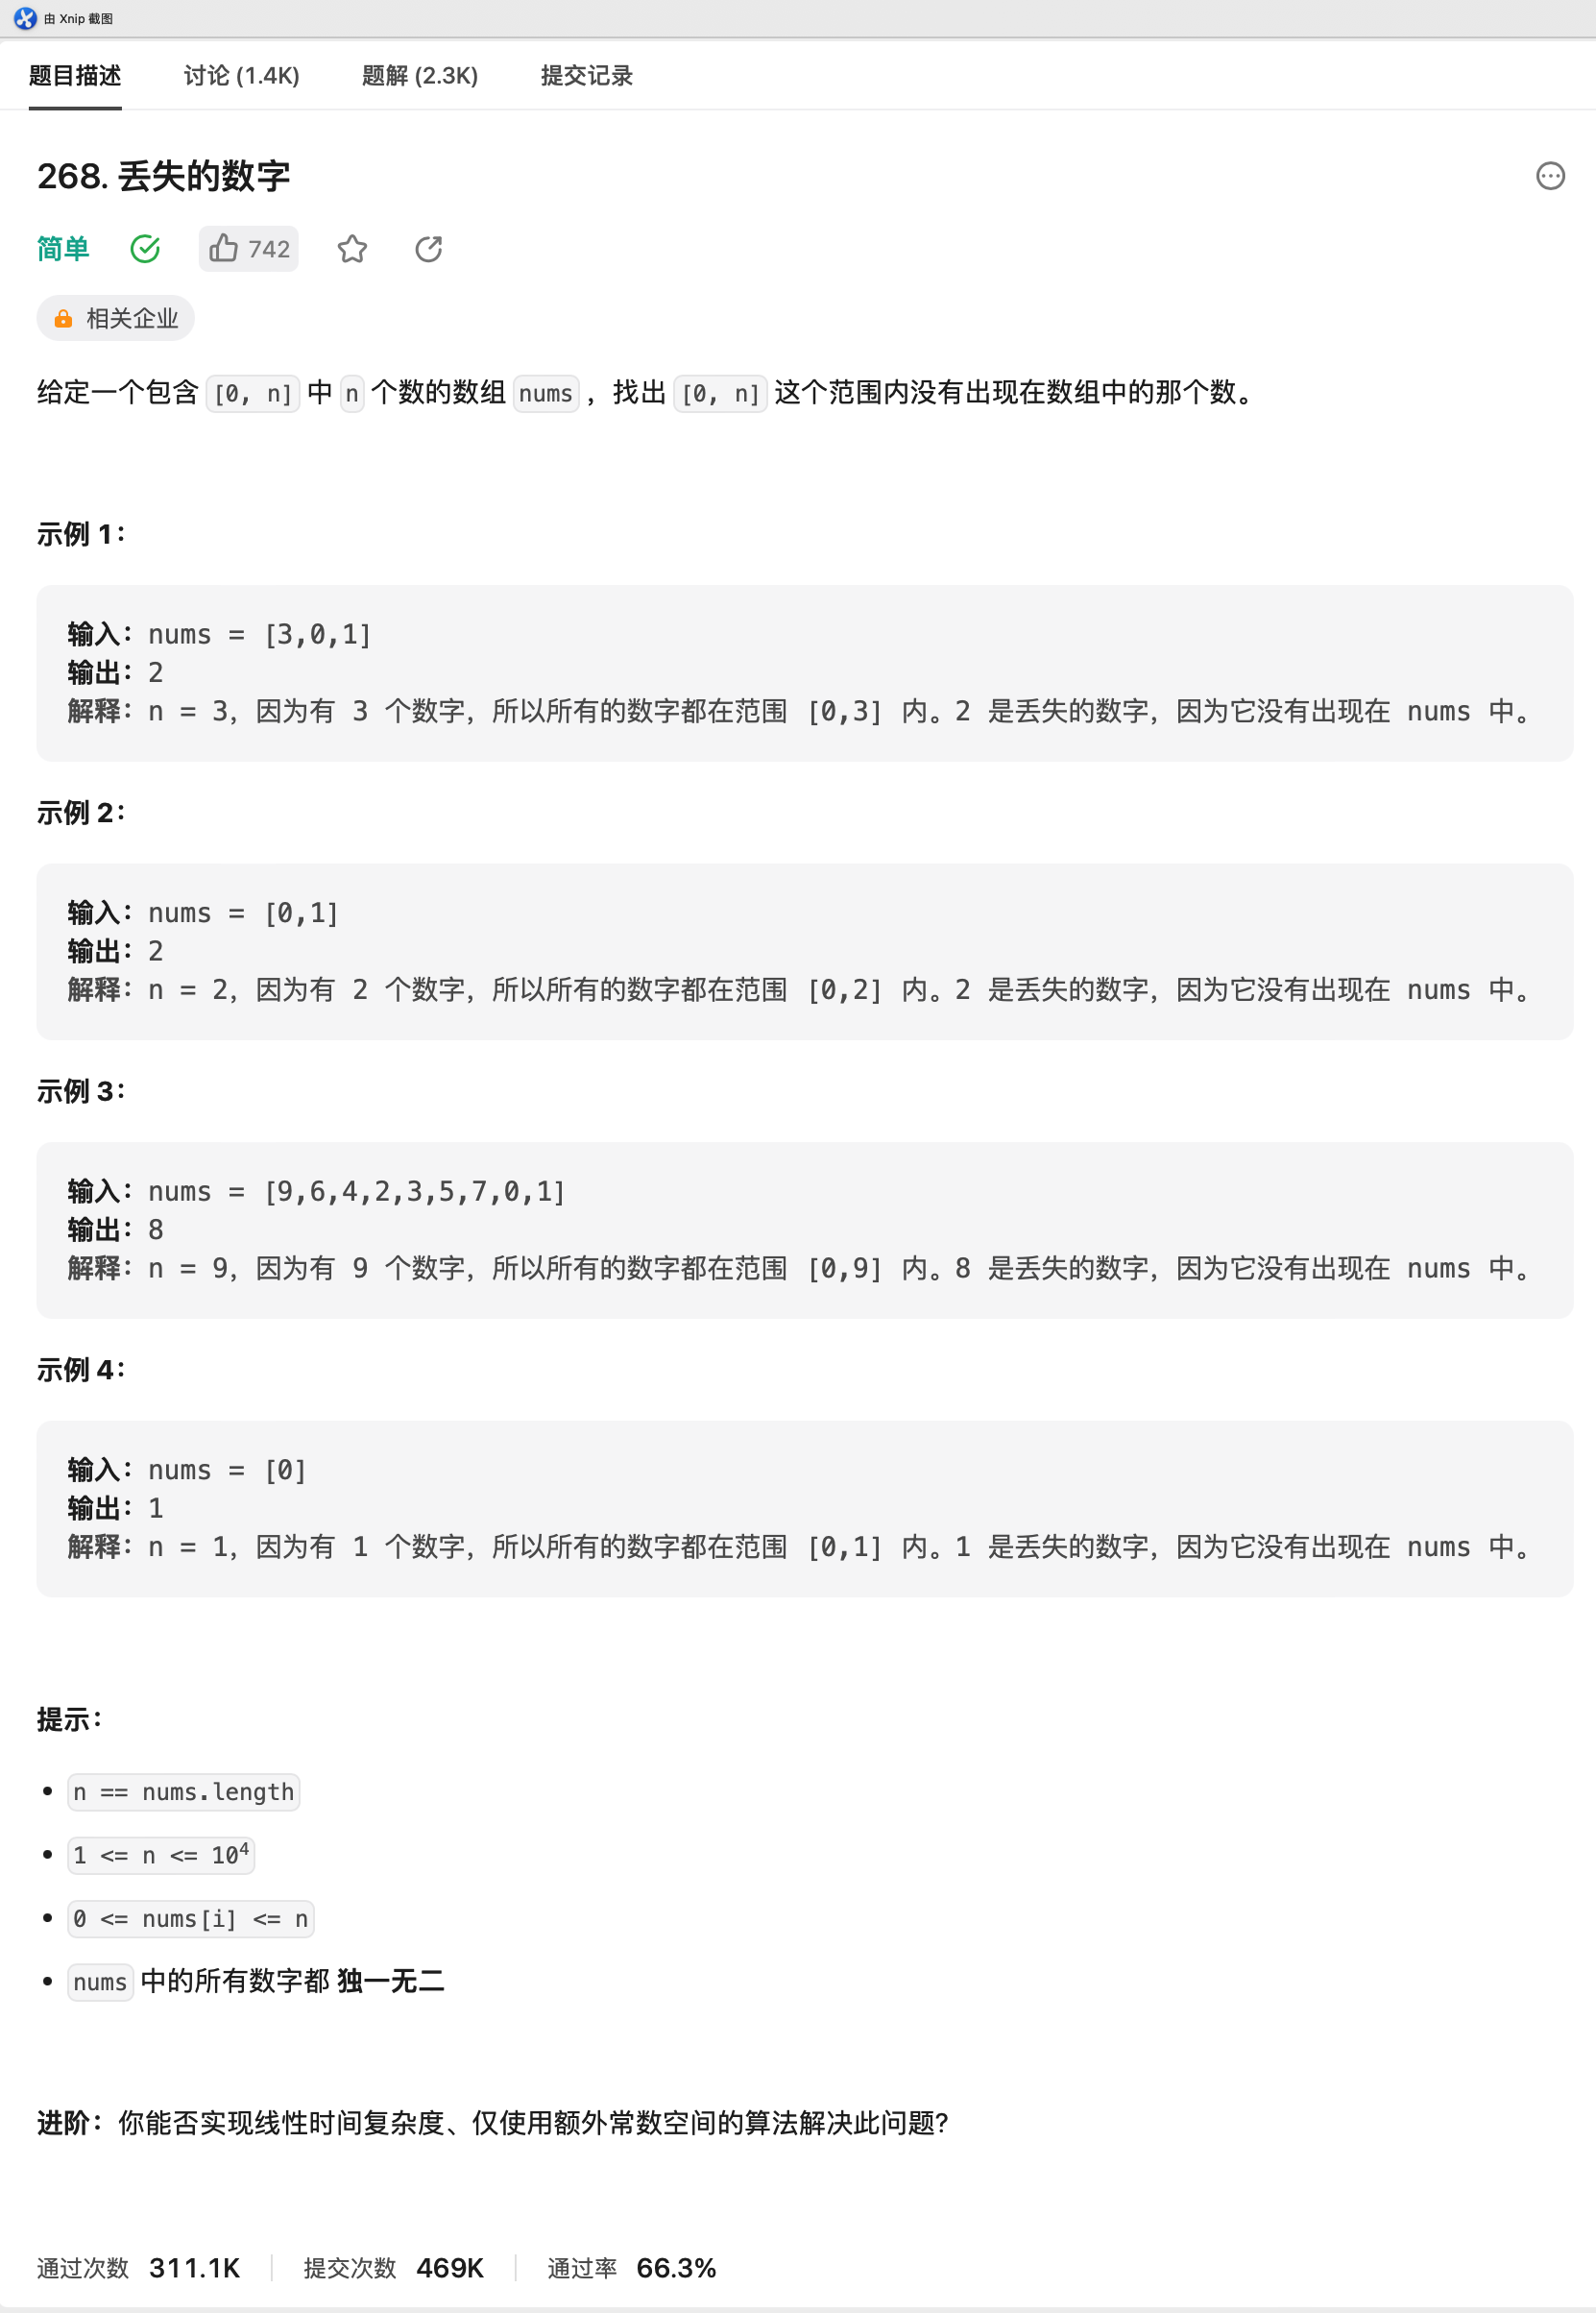 由 Xnip 截图
题目描述 讨论 (1.4K) 题解 (2.3K) 提交记录
268. 丢失的数字
简单 742
相关企业
给定一个包含 [0, n] 中 n 个数的数组 nums ，找出 [0, n] 这个范围内没有出现在数组中的那个数。
示例 1：
输入：nums = [3,0,1]
输出：2
解释：n = 3，因为有 3 个数字，所以所有的数字都在范围 [0,3] 内。2 是丢失的数字，因为它没有出现在 nums 中。
示例 2：
输入：nums = [0,1]
输出：2
解释：n = 2，因为有 2 个数字，所以所有的数字都在范围 [0,2] 内。2 是丢失的数字，因为它没有出现在 nums 中。
示例 3：
输入：nums = [9,6,4,2,3,5,7,0,1]
输出：8
解释：n = 9，因为有 9 个数字，所以所有的数字都在范围 [0,9] 内。8 是丢失的数字，因为它没有出现在 nums 中。
示例 4：
输入：nums = [0]
输出：1
解释：n = 1，因为有 1 个数字，所以所有的数字都在范围 [0,1] 内。1 是丢失的数字，因为它没有出现在 nums 中。
提示：
n == nums.length
1 <= n <= 10⁴
0 <= nums[i] <= n
nums 中的所有数字都 独一无二
进阶：你能否实现线性时间复杂度、仅使用额外常数空间的算法解决此问题?
通过次数 311.1K 提交次数 469K 通过率 66.3%